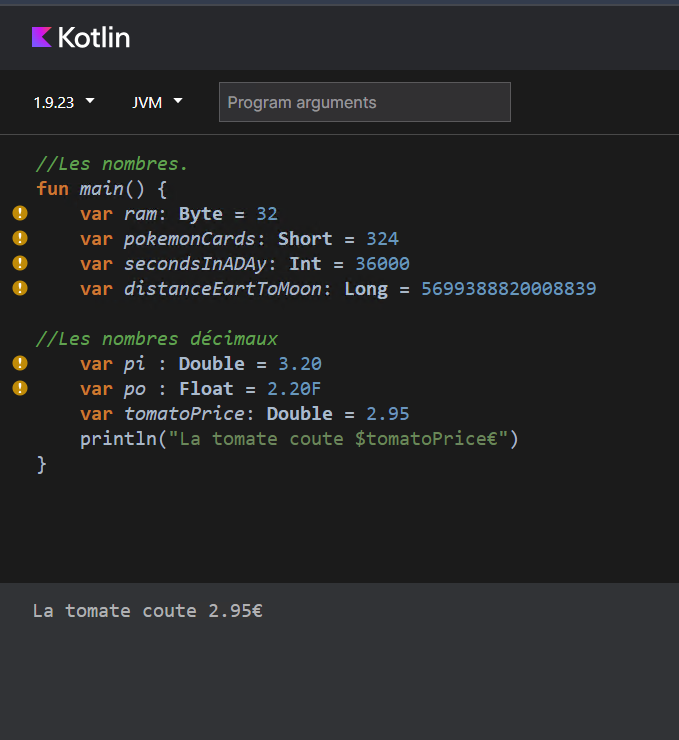 Kotlin
1.9.23 JVM Program arguments
//Les nombres.
fun main() {
var ram: Byte = 32
var pokemonCards: Short = 324
var secondsInADAy: Int = 36000
var distanceEartToMoon: Long = 5699388820008839
//Les nombres décimaux
var pi : Double = 3.20
var po : Float = 2.20F
var tomatoPrice: Double = 2.95
println("La tomate coute $tomatoPrice€")
}
La tomate coute 2.95€